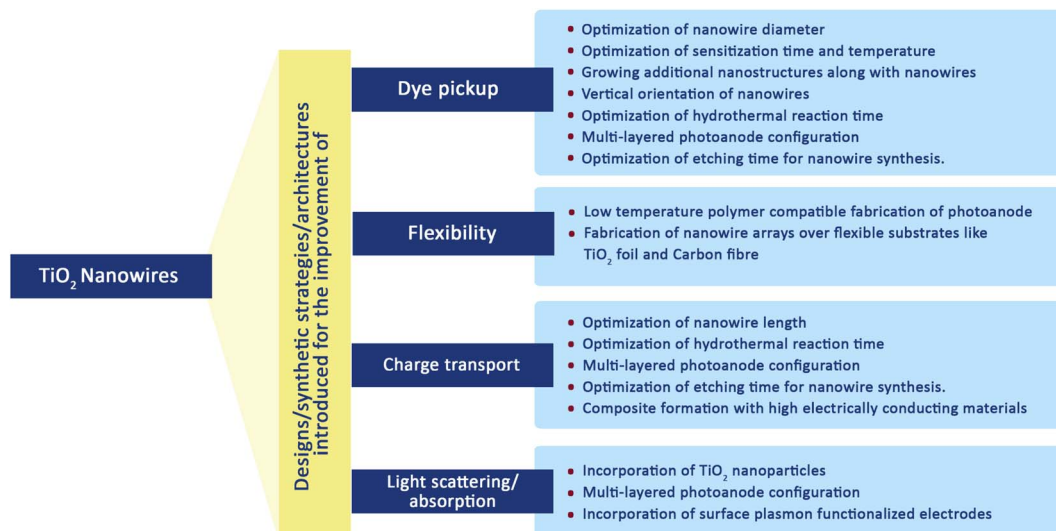 TiO₂ Nanowires
Designs/synthetic strategies/architectures
introduced for the improvement of
Dye pickup
• Optimization of nanowire diameter
• Optimization of sensitization time and temperature
• Growing additional nanostructures along with nanowires
• Vertical orientation of nanowires
• Optimization of hydrothermal reaction time
• Multi-layered photoanode configuration
• Optimization of etching time for nanowire synthesis.
Flexibility
• Low temperature polymer compatible fabrication of photoanode
• Fabrication of nanowire arrays over flexible substrates like
TiO₂ foil and Carbon fibre
Charge transport
• Optimization of nanowire length
• Optimization of hydrothermal reaction time
• Multi-layered photoanode configuration
• Optimization of etching time for nanowire synthesis.
• Composite formation with high electrically conducting materials
Light scattering/
absorption
• Incorporation of TiO₂ nanoparticles
• Multi-layered photoanode configuration
• Incorporation of surface plasmon functionalized electrodes